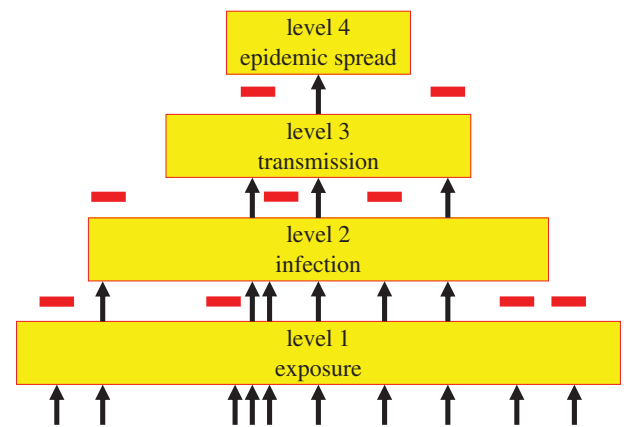 level 4
epidemic spread
level 3
transmission
level 2
infection
level 1
exposure